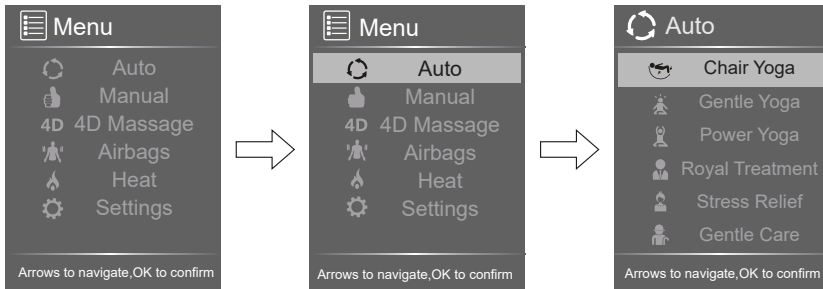 Menu
Auto
Manual
4D 4D Massage
Airbags
Heat
Settings
Arrows to navigate,OK to confirm
Menu
Auto
Manual
4D 4D Massage
Airbags
Heat
Settings
Arrows to navigate,OK to confirm
Auto
Chair Yoga
Gentle Yoga
Power Yoga
Royal Treatment
Stress Relief
Gentle Care
Arrows to navigate,OK to confirm